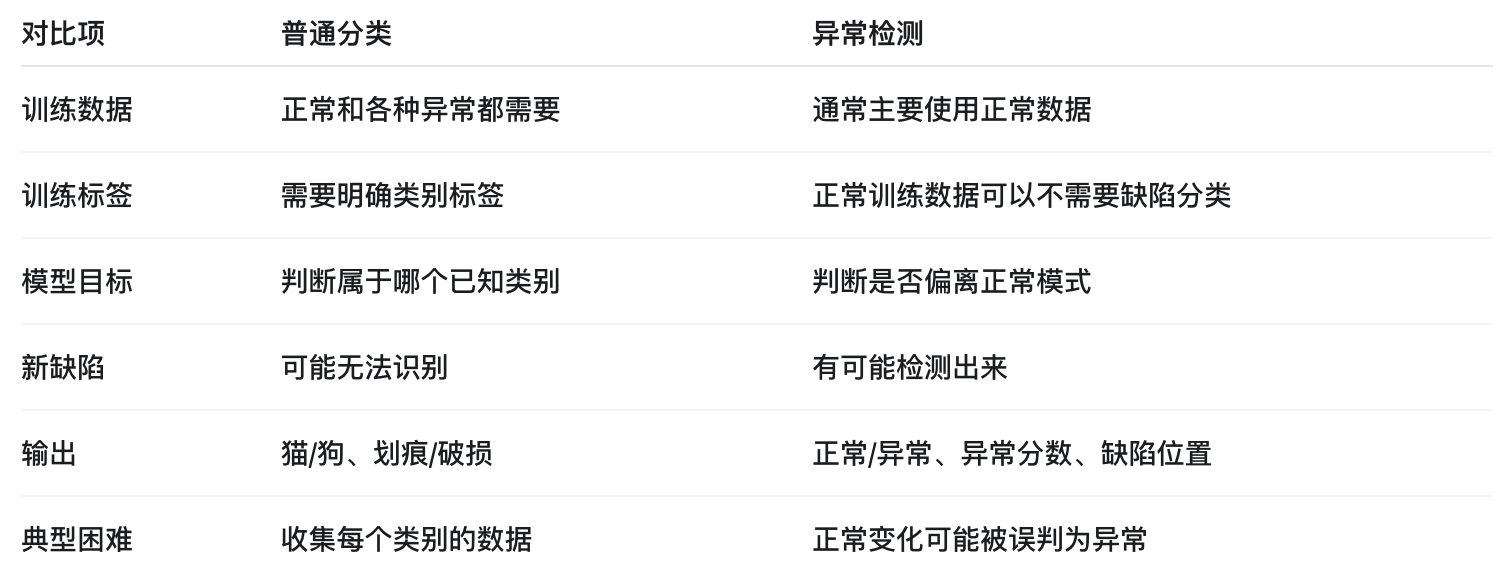 对比项 普通分类 异常检测
训练数据 正常和各种异常都需要 通常主要使用正常数据
训练标签 需要明确类别标签 正常训练数据可以不需要缺陷分类
模型目标 判断属于哪个已知类别 判断是否偏离正常模式
新缺陷 可能无法识别 有可能检测出来
输出 猫/狗、划痕/破损 正常/异常、异常分数、缺陷位置
典型困难 收集每个类别的数据 正常变化可能被误判为异常